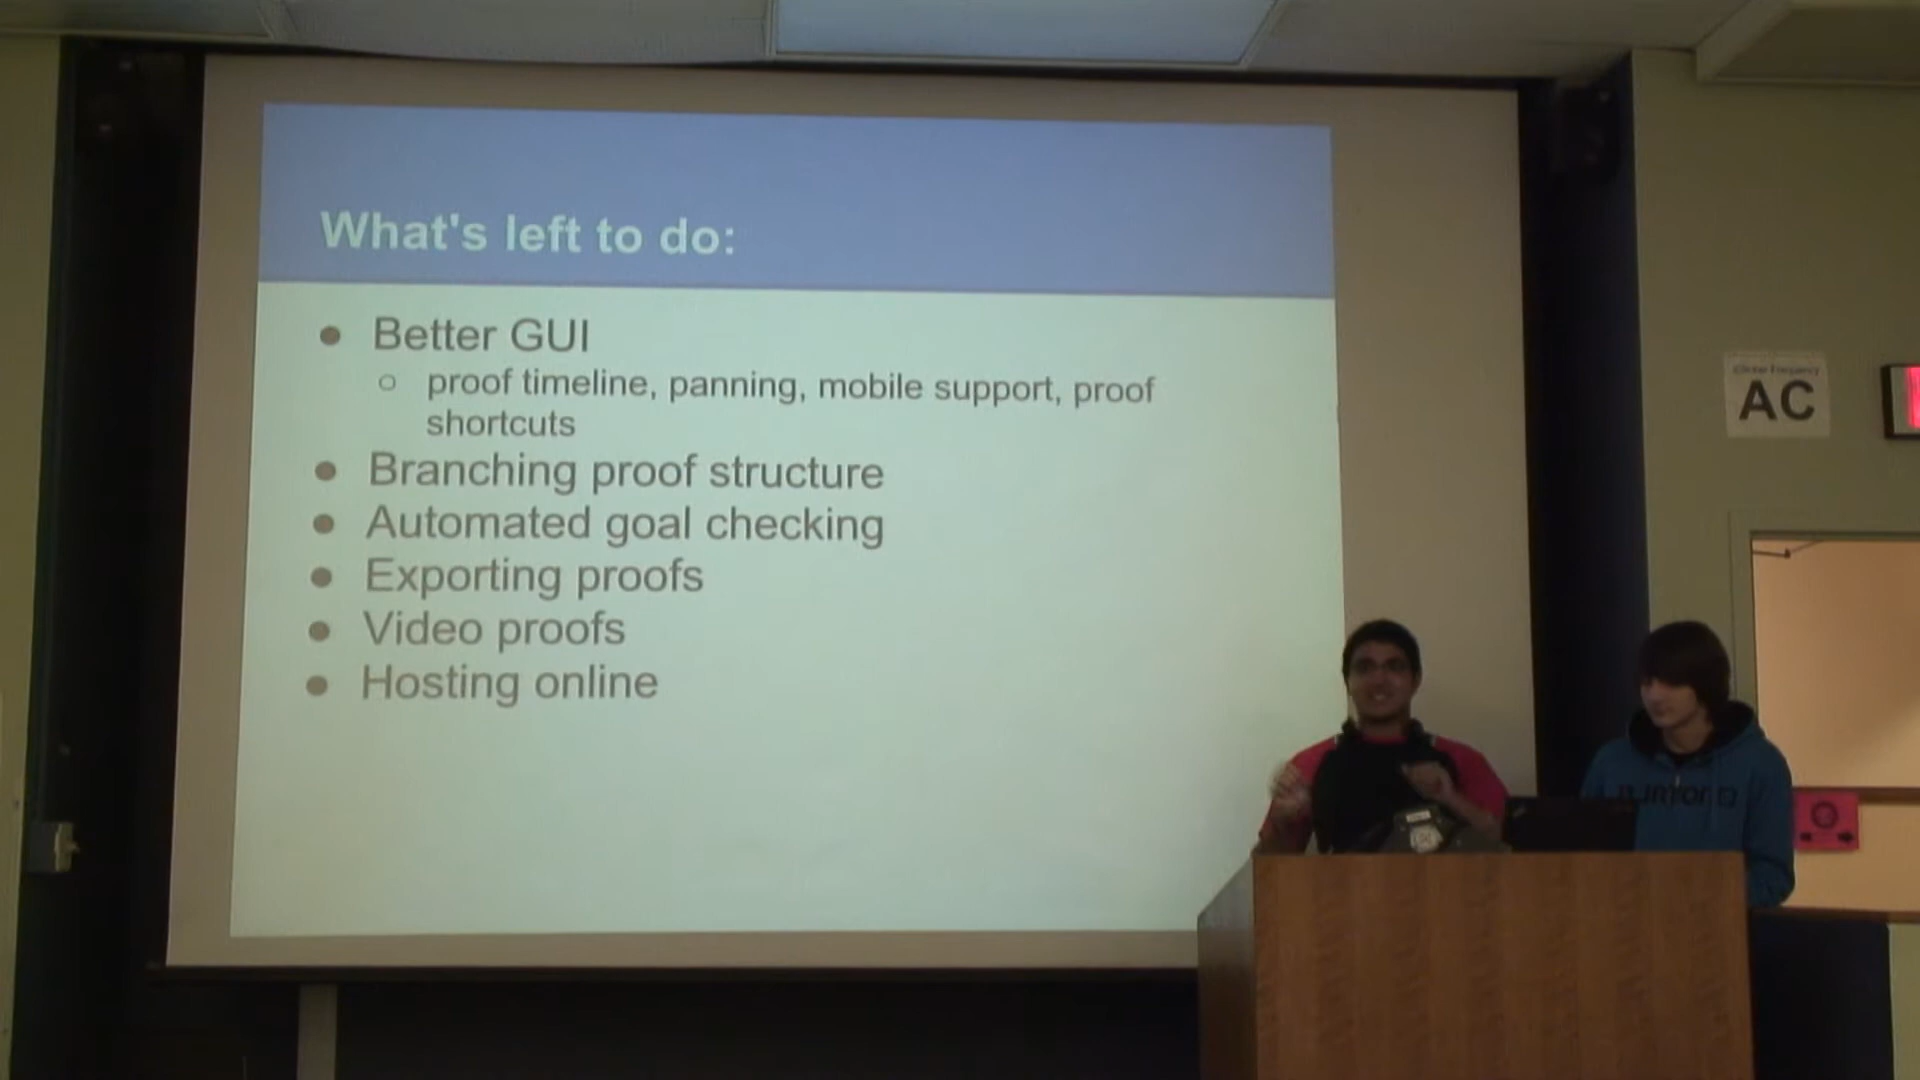 What's left to do:
Better GUI
proof timeline, panning, mobile support, proof
shortcuts
Branching proof structure
Automated goal checking
Exporting proofs
Video proofs
Hosting online
AC
BURTON